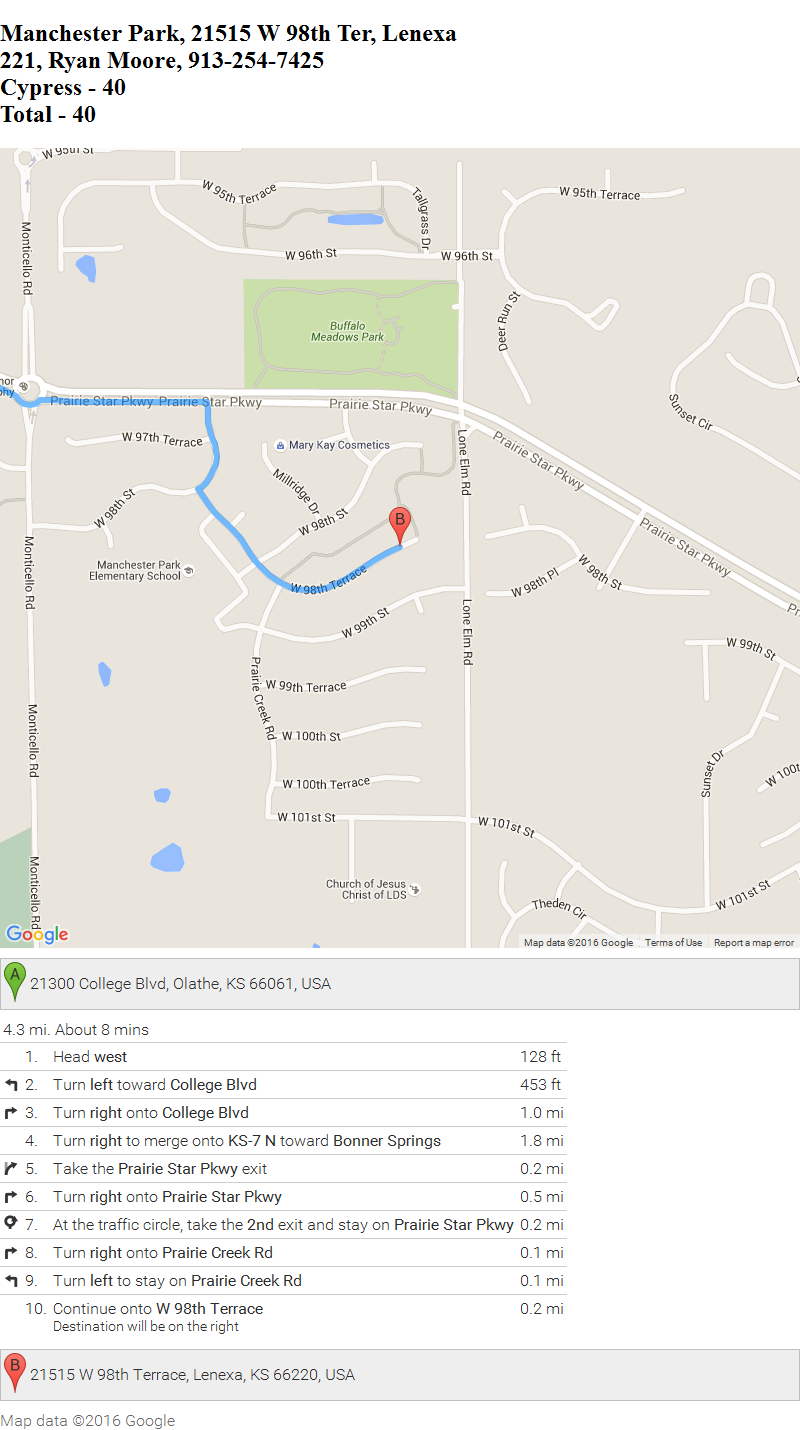 Manchester Park, 21515 W 98th Ter, Lenexa
221, Ryan Moore, 913-254-7425
Cypress - 40
Total - 40
W 95th St
W 95th Terrace
Tallgrass Dr
W 95th Terrace
Monticello Rd
W 96th St
W 96th St
Deer Run St
Buffalo
Meadows Park
Prairie Star Pkwy
Prairie Star Pkwy
Prairie Star Pkwy
Sunset Cir
W 97th Terrace
Mary Kay Cosmetics
Lone Elm Rd
Prairie Star Pkwy
Millridge Dr
W 98th St
W 98th St
B
Prairie Star Pkwy
Monticello Rd
Manchester Park
Elementary School
W 98th Terrace
W 98th Pl
W 98th St
W 99th St
Lone Elm Rd
W 99th St
Prairie Creek Rd
W 99th Terrace
Monticello Rd
W 100th St
Sunset Dr
W 100th Terrace
W 101st St
W 101st St
Monticello Rd
Church of Jesus
Christ of LDS
Theden Cir
W 101st St
Google
Map data ©2016 Google
Terms of Use
Report a map error
A
21300 College Blvd, Olathe, KS 66061, USA
4.3 mi. About 8 mins
1. Head west 128 ft
2. Turn left toward College Blvd 453 ft
3. Turn right onto College Blvd 1.0 mi
4. Turn right to merge onto KS-7 N toward Bonner Springs 1.8 mi
5. Take the Prairie Star Pkwy exit 0.2 mi
6. Turn right onto Prairie Star Pkwy 0.5 mi
7. At the traffic circle, take the 2nd exit and stay on Prairie Star Pkwy 0.2 mi
8. Turn right onto Prairie Creek Rd 0.1 mi
9. Turn left to stay on Prairie Creek Rd 0.1 mi
10. Continue onto W 98th Terrace 0.2 mi
Destination will be on the right
B
21515 W 98th Terrace, Lenexa, KS 66220, USA
Map data ©2016 Google